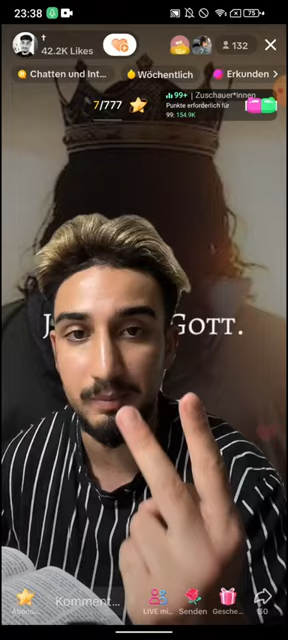 23:38
75
†
42.2K Likes
132
Chatten und Int...
Wöchentlich
Erkunden >
7/777
99+ | Zuschauer*innen
Punkte erforderlich für
99: 154.9K
GOTT.
Komment...
LIVE mi...
Senden
Gesche...